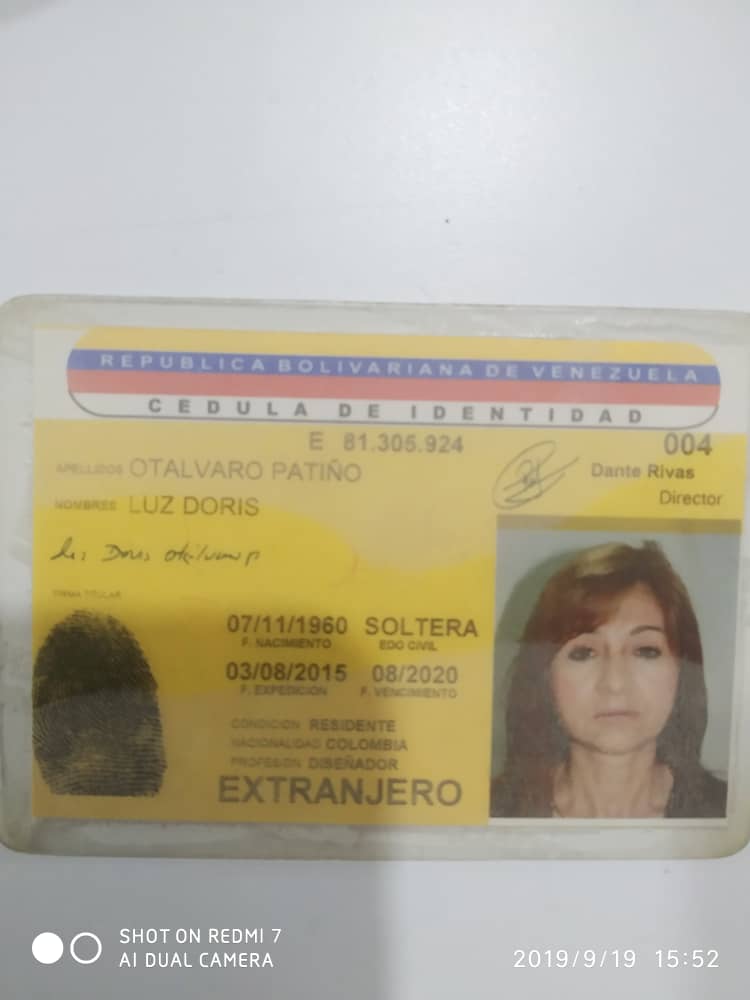 REPUBLICA BOLIVARIANA DE VENEZUELA
CEDULA DE IDENTIDAD
E 81.305.924 004
APELLIDOS OTALVARO PATIÑO
Dante Rivas
Director
NOMBRES LUZ DORIS
Doris
FIRMA TITULAR
07/11/1960 SOLTERA
F. NACIMIENTO EDO CIVIL
03/08/2015 08/2020
F. EXPEDICION F. VENCIMIENTO
CONDICION RESIDENTE
NACIONALIDAD COLOMBIA
PROFESION DISEÑADOR
EXTRANJERO
SHOT ON REDMI 7
AI DUAL CAMERA
2019/9/19 15:52